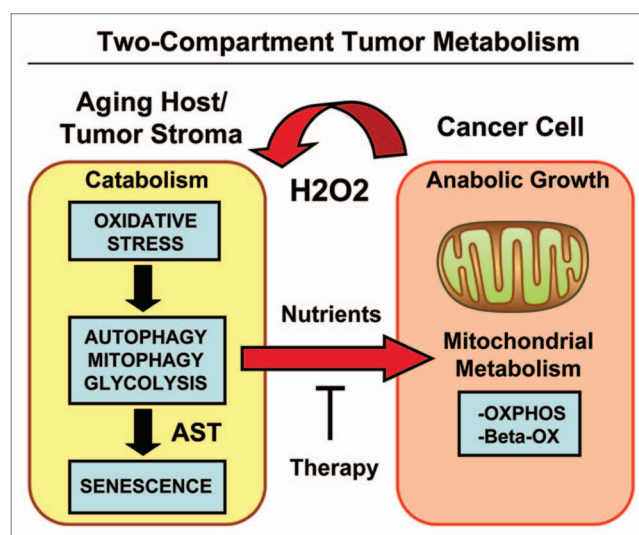 Two-Compartment Tumor Metabolism
Aging Host/
Tumor Stroma
Cancer Cell
H2O2
Catabolism
OXIDATIVE
STRESS
AUTOPHAGY
MITOPHAGY
GLYCOLYSIS
AST
SENESCENCE
Nutrients
Therapy
Anabolic Growth
Mitochondrial
Metabolism
-OXPHOS
-Beta-OX